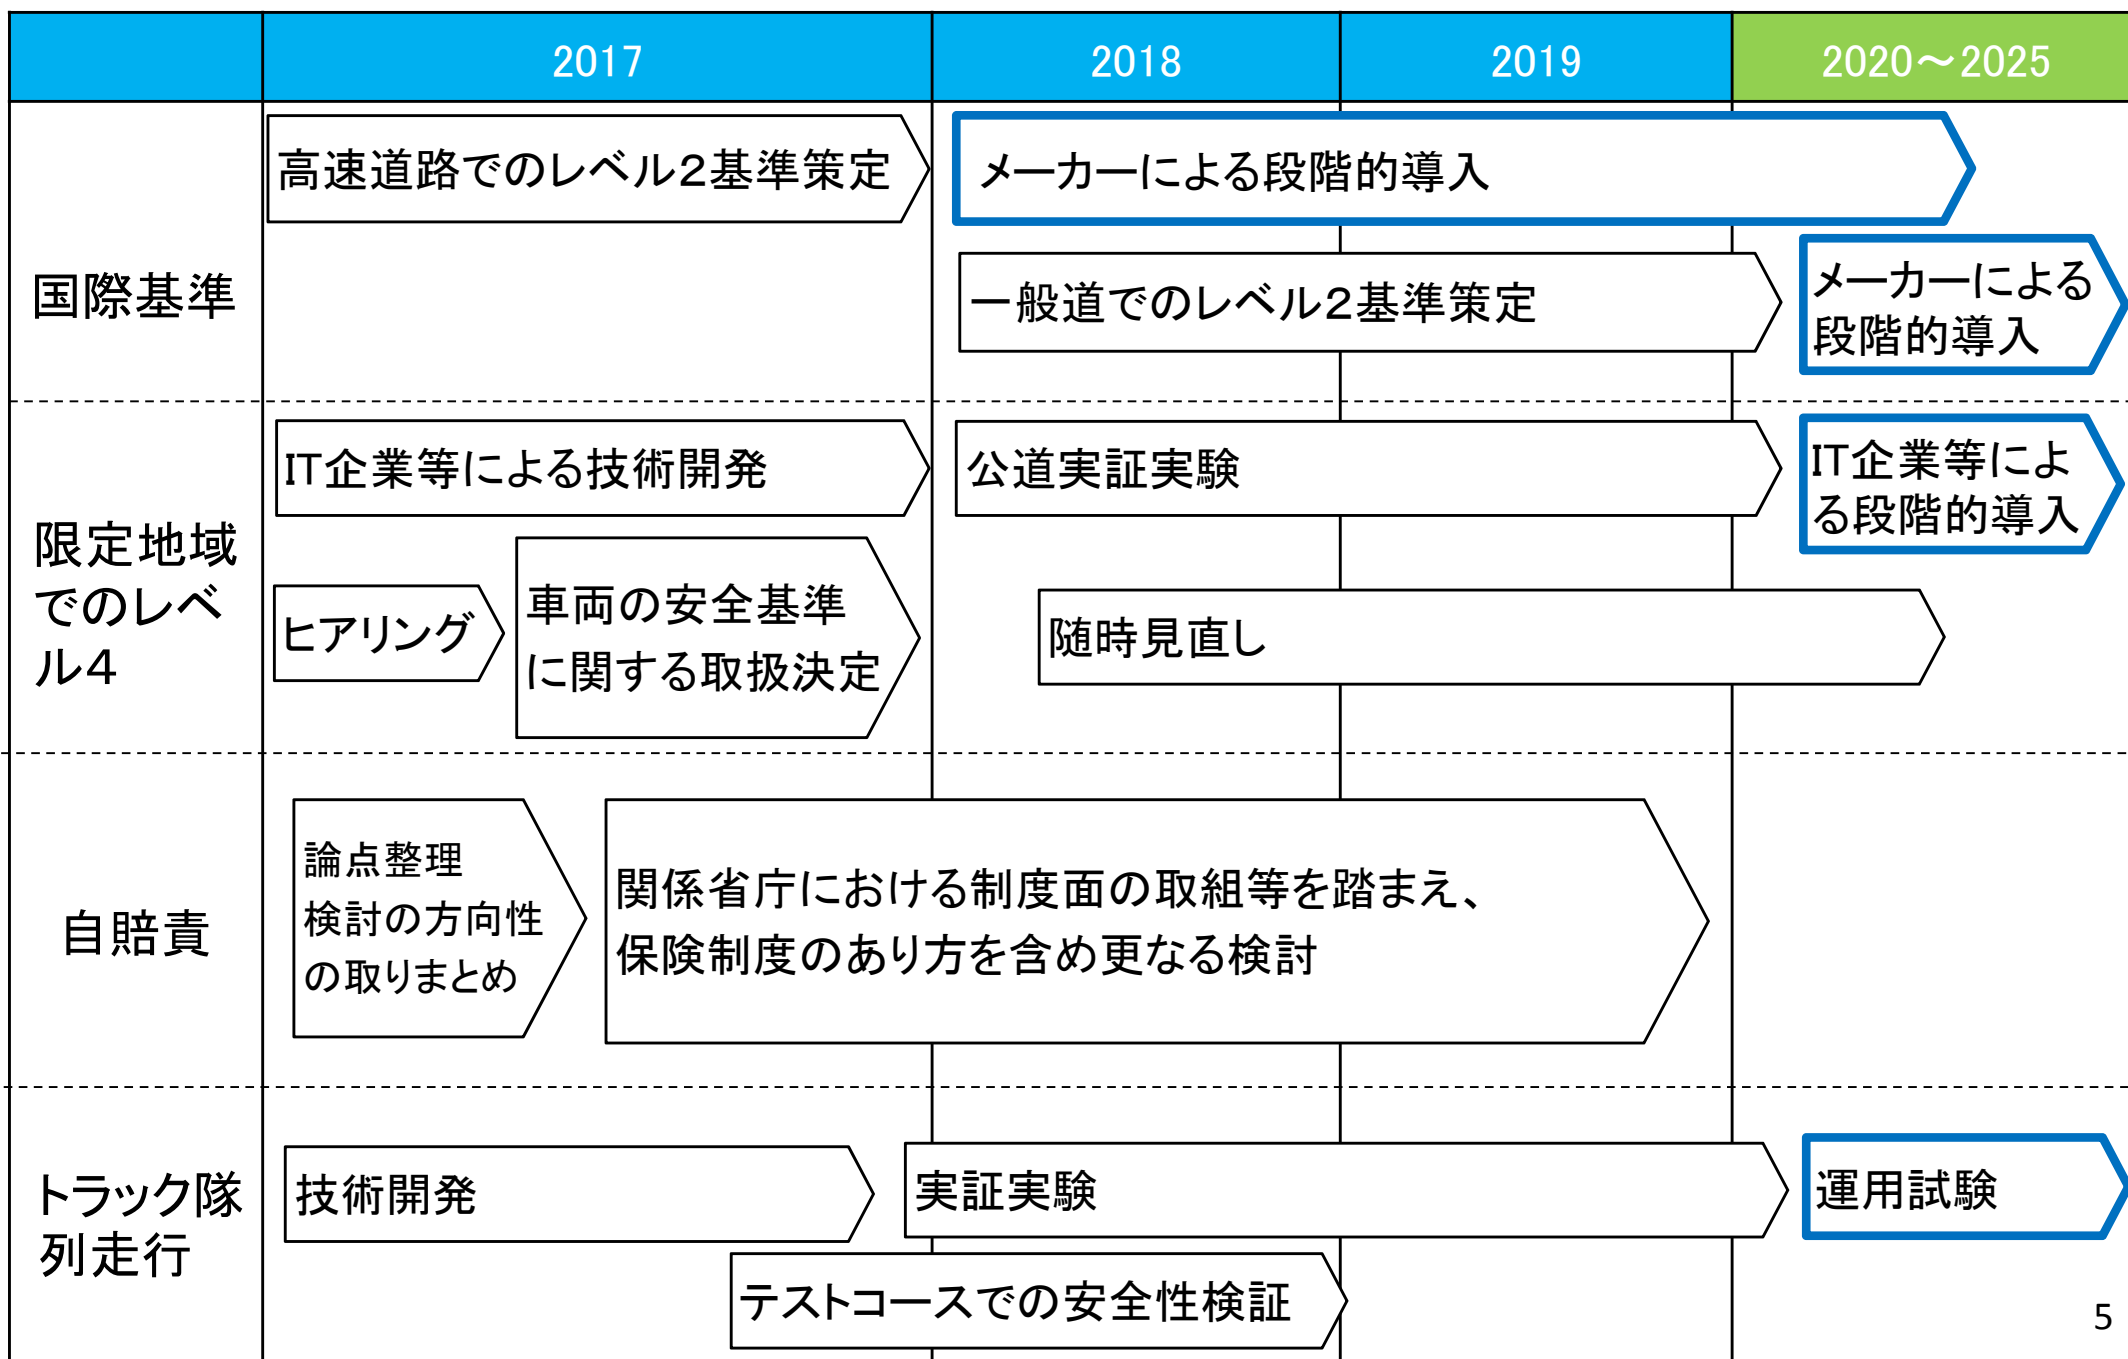 2017
2018
2019
2020～2025
国際基準
高速道路でのレベル２基準策定
メーカーによる段階的導入
一般道でのレベル２基準策定
メーカーによる
段階的導入
限定地域
でのレベ
ル４
IT企業等による技術開発
公道実証実験
IT企業等によ
る段階的導入
ヒアリング
車両の安全基準
に関する取扱決定
随時見直し
自賠責
論点整理
検討の方向性
の取りまとめ
関係省庁における制度面の取組等を踏まえ、
保険制度のあり方を含め更なる検討
トラック隊
列走行
技術開発
実証実験
運用試験
テストコースでの安全性検証
5